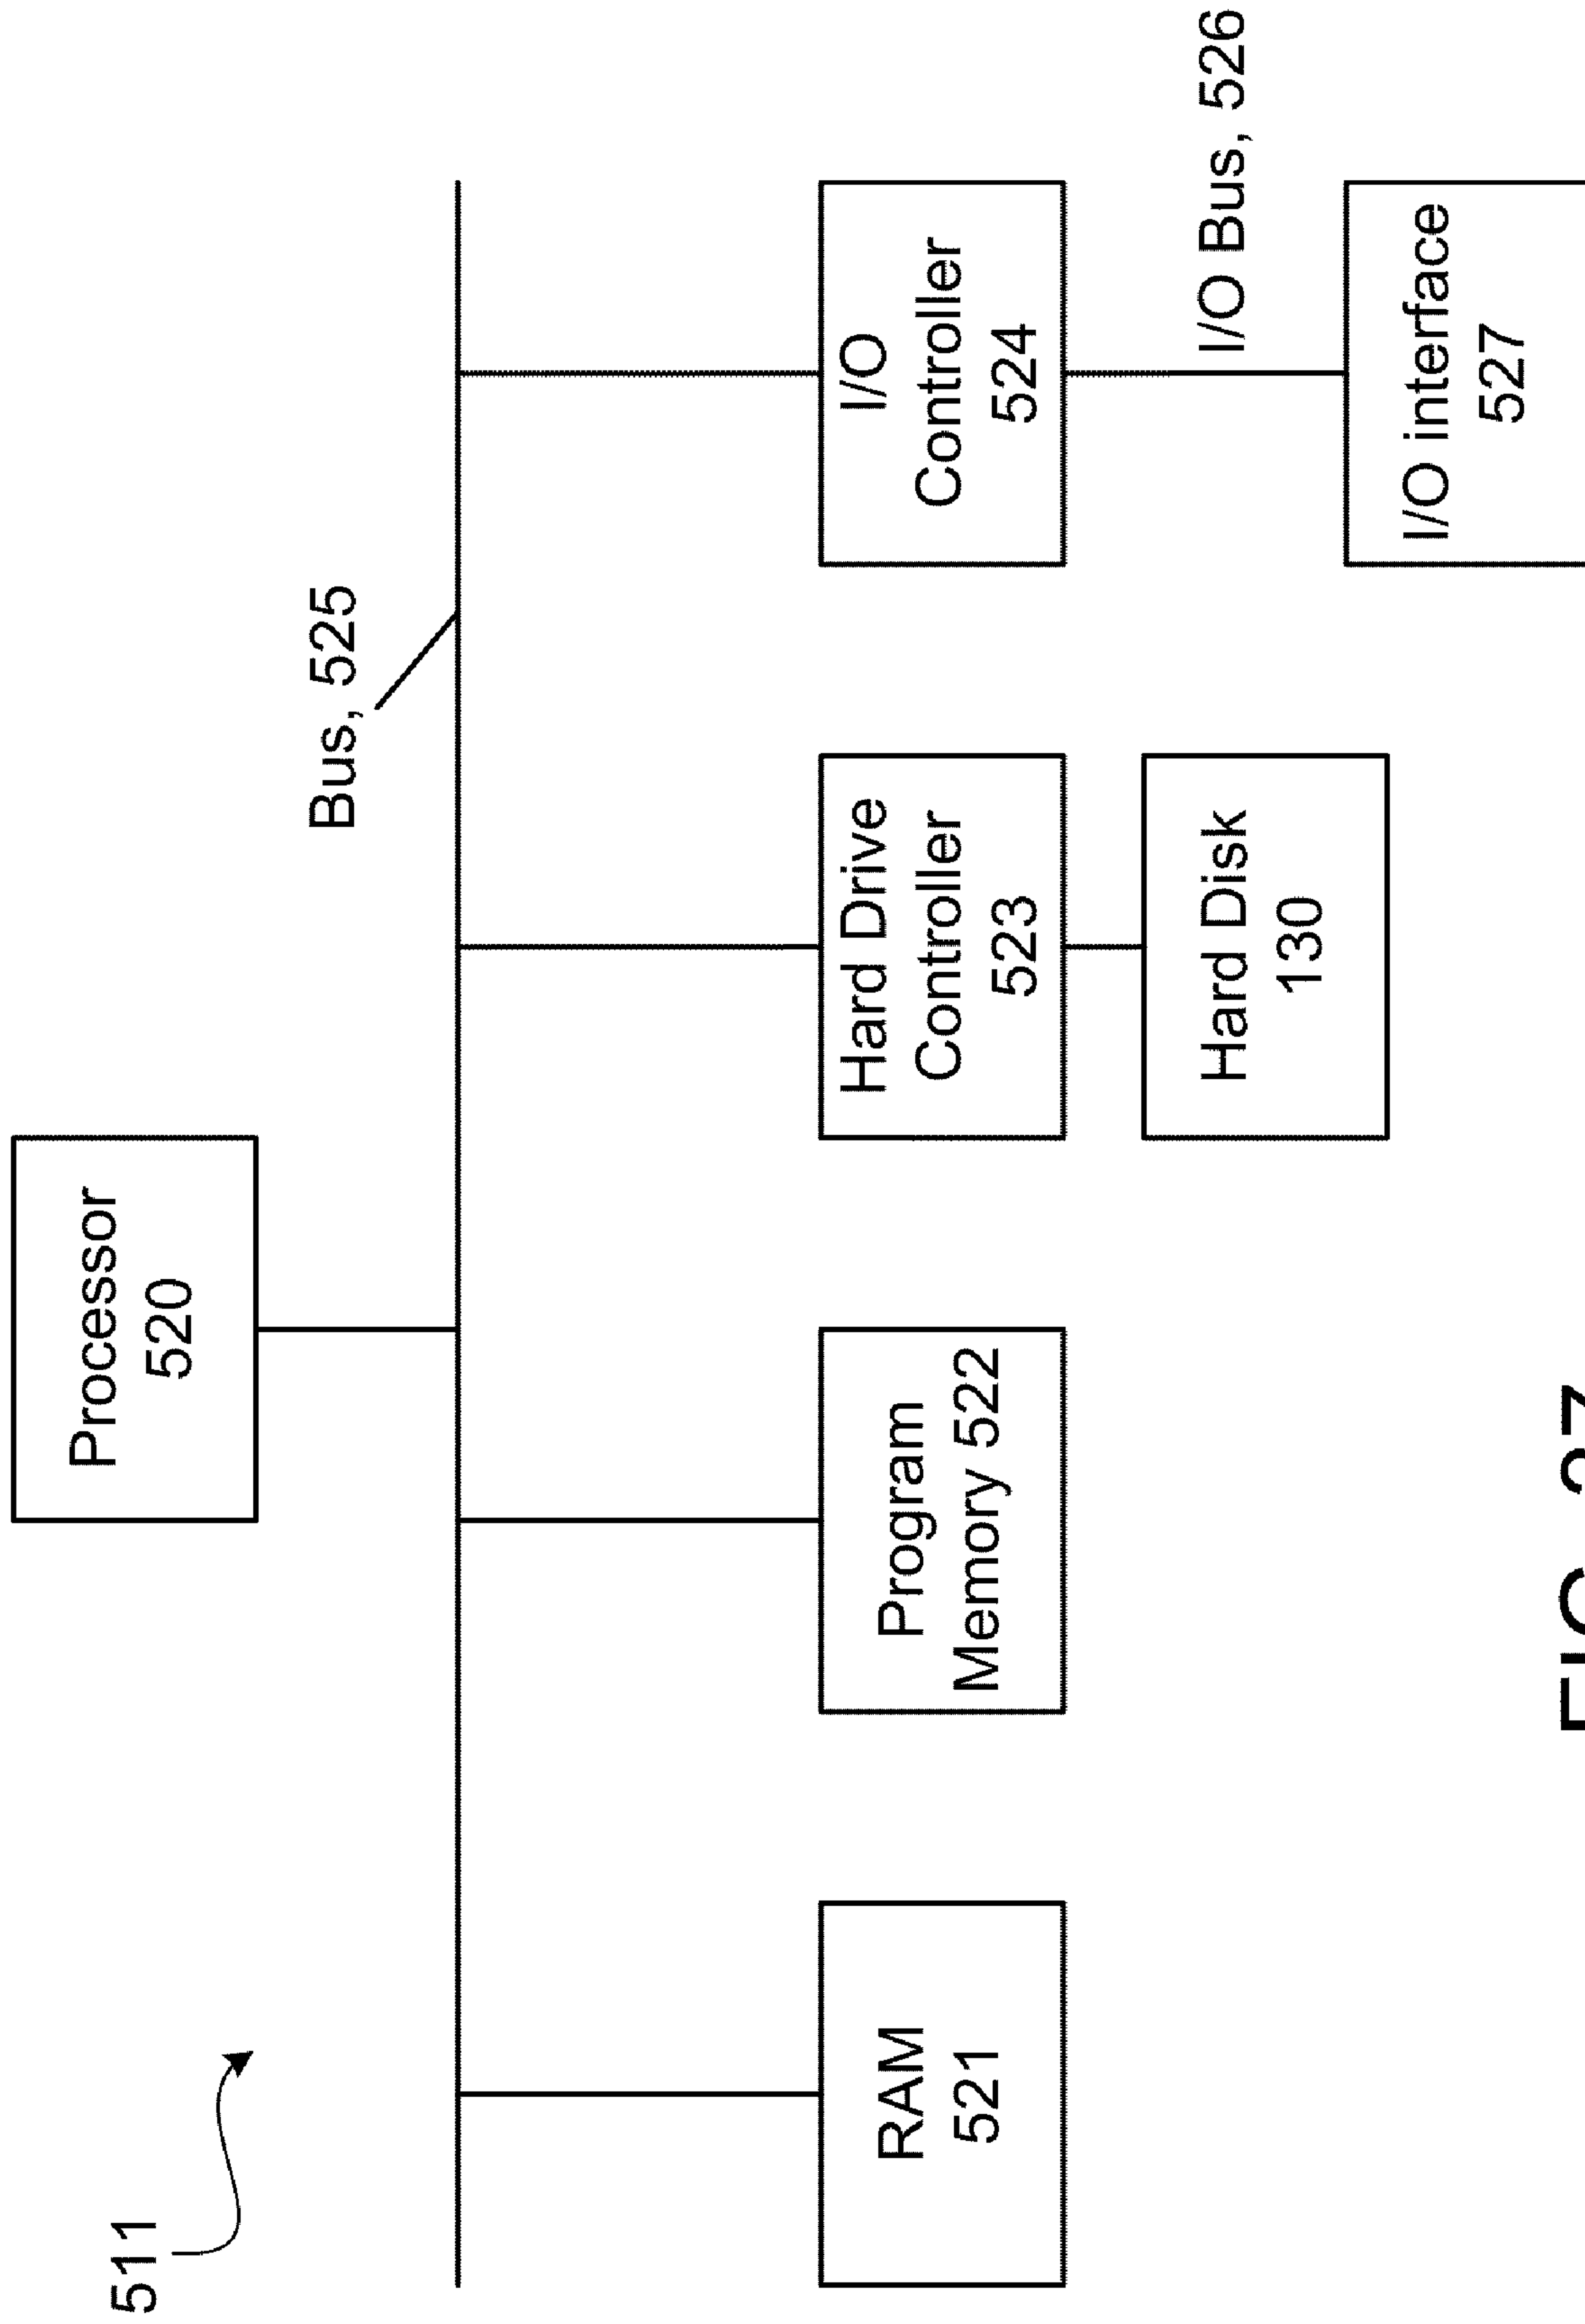 511
Processor
520
Bus, 525
RAM
521
Program
Memory 522
Hard Drive
Controller
523
I/O
Controller
524
Hard Disk
130
I/O Bus, 526
I/O interface
527
FIG